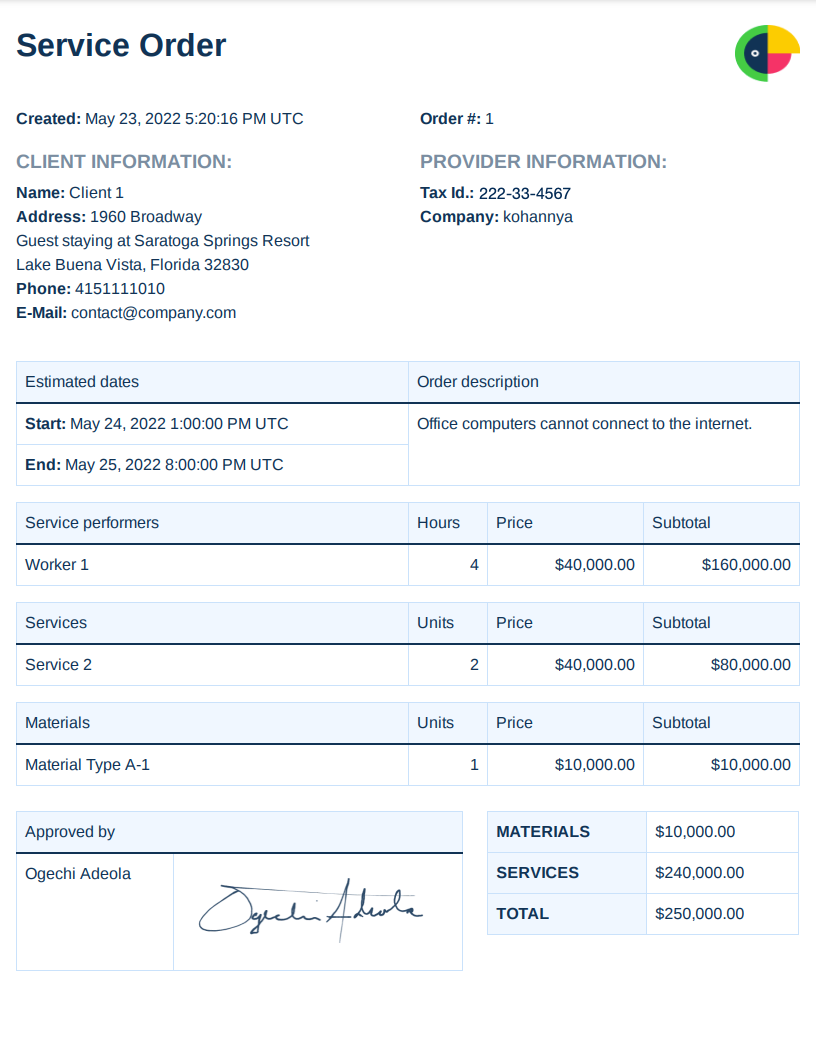 Service Order
Created: May 23, 2022 5:20:16 PM UTC
Order #: 1
CLIENT INFORMATION:
Name: Client 1
Address: 1960 Broadway
Guest staying at Saratoga Springs Resort
Lake Buena Vista, Florida 32830
Phone: 4151111010
E-Mail: contact@company.com
PROVIDER INFORMATION:
Tax Id.: 222-33-4567
Company: kohannya
Estimated dates
Order description
Start: May 24, 2022 1:00:00 PM UTC
Office computers cannot connect to the internet.
End: May 25, 2022 8:00:00 PM UTC
Service performers Hours Price Subtotal
Worker 1 4 $40,000.00 $160,000.00
Services Units Price Subtotal
Service 2 2 $40,000.00 $80,000.00
Materials Units Price Subtotal
Material Type A-1 1 $10,000.00 $10,000.00
Approved by
Ogechi Adeola
Ogechi Adeola
MATERIALS $10,000.00
SERVICES $240,000.00
TOTAL $250,000.00